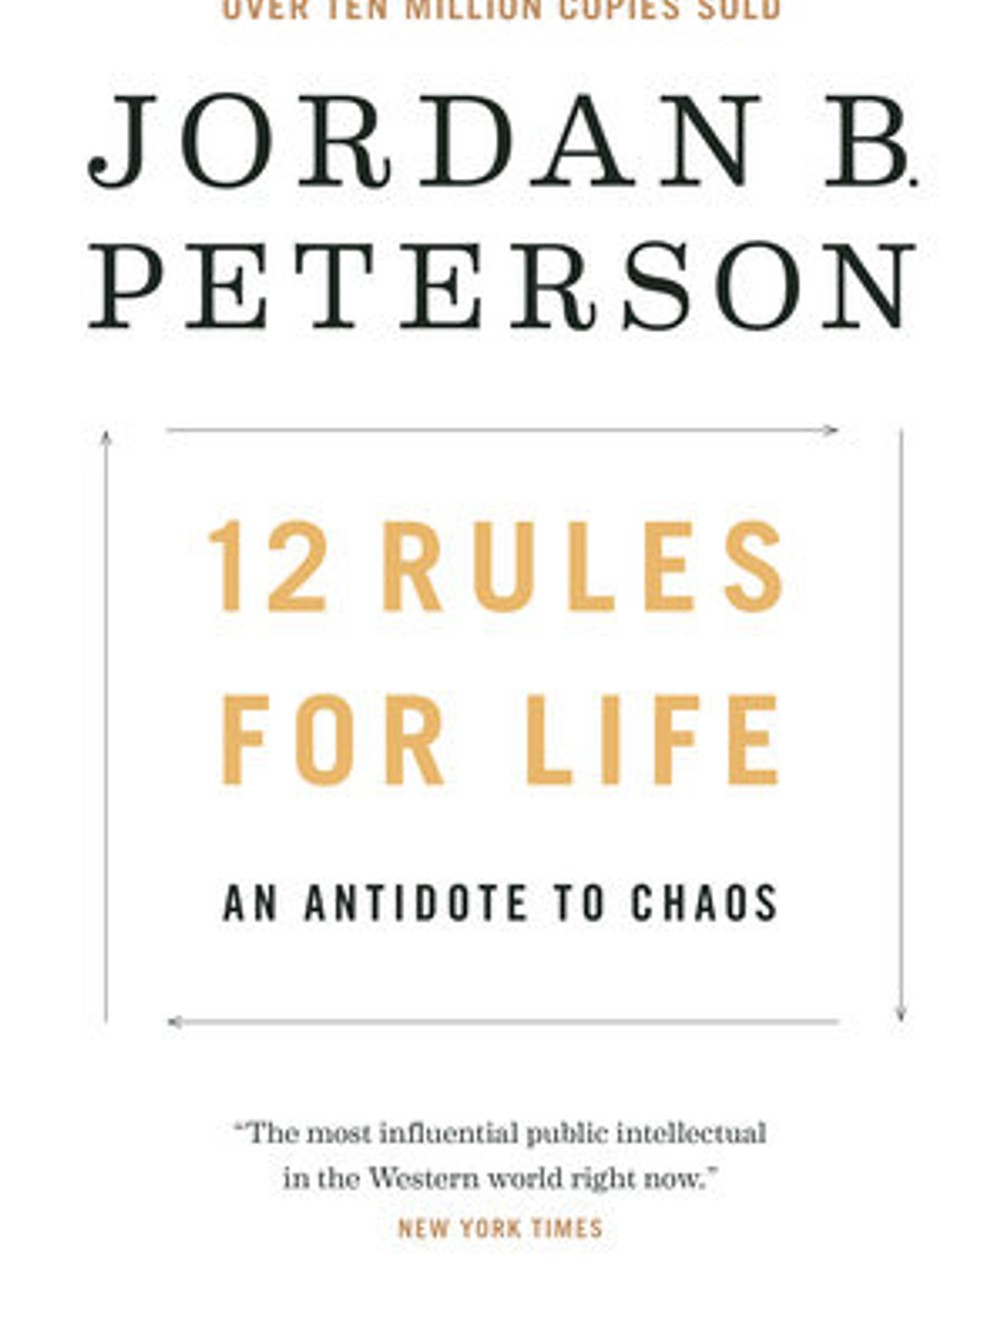 OVER TEN MILLION COPIES SOLD
JORDAN B.
PETERSON
12 RULES
FOR LIFE
AN ANTIDOTE TO CHAOS
“The most influential public intellectual
in the Western world right now.”
NEW YORK TIMES